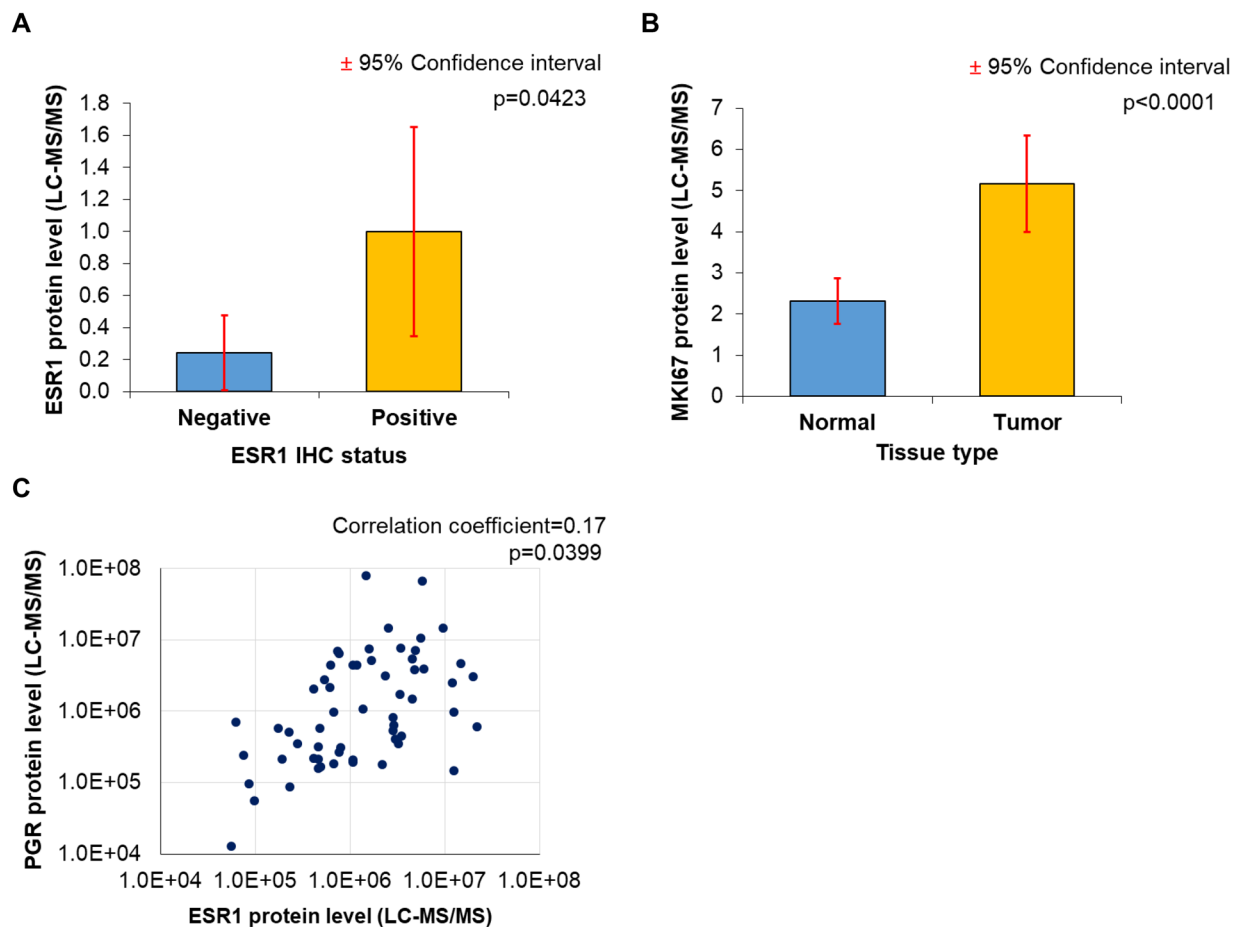 A
± 95% Confidence interval
p=0.0423
ESR1 protein level (LC-MS/MS)
1.8
1.6
1.4
1.2
1.0
0.8
0.6
0.4
0.2
0.0
Negative
Positive
ESR1 IHC status
B
± 95% Confidence interval
p<0.0001
MKI67 protein level (LC-MS/MS)
7
6
5
4
3
2
1
0
Normal
Tumor
Tissue type
C
Correlation coefficient=0.17
p=0.0399
PGR protein level (LC-MS/MS)
1.0E+08
1.0E+07
1.0E+06
1.0E+05
1.0E+04
1.0E+04 1.0E+05 1.0E+06 1.0E+07 1.0E+08
ESR1 protein level (LC-MS/MS)